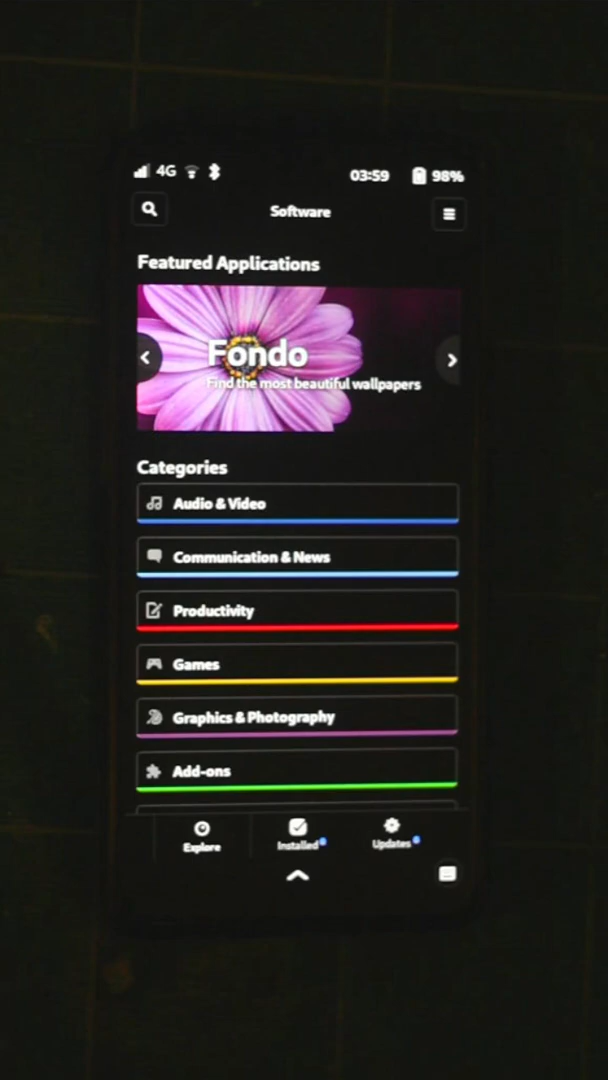 4G 03:59 98%
Software
Featured Applications
Fondo
Find the most beautiful wallpapers
Categories
Audio & Video
Communication & News
Productivity
Games
Graphics & Photography
Add-ons
Explore Installed Updates